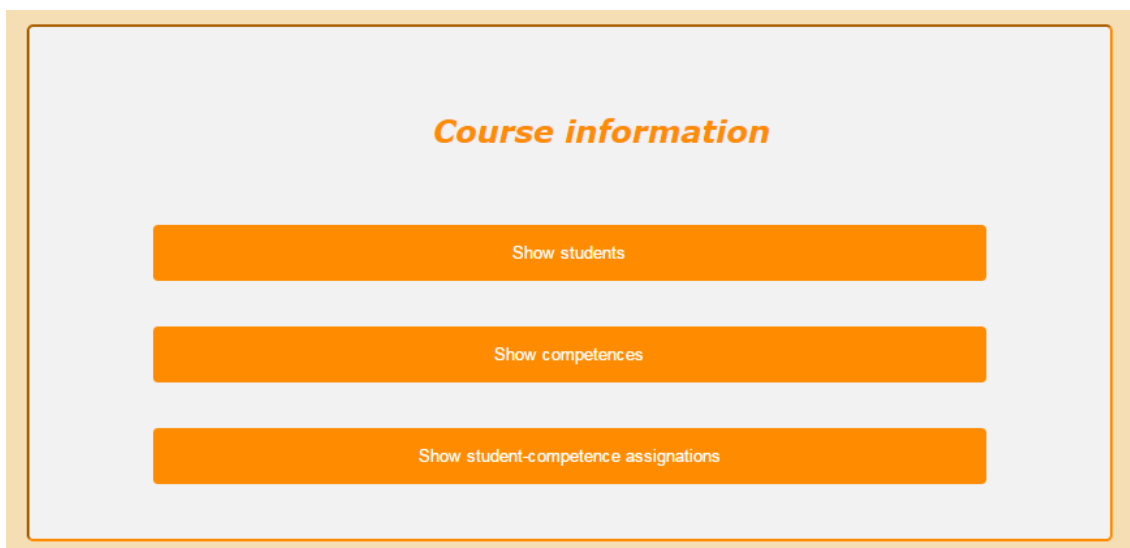 Course information
Show students
Show competences
Show student-competence assignations